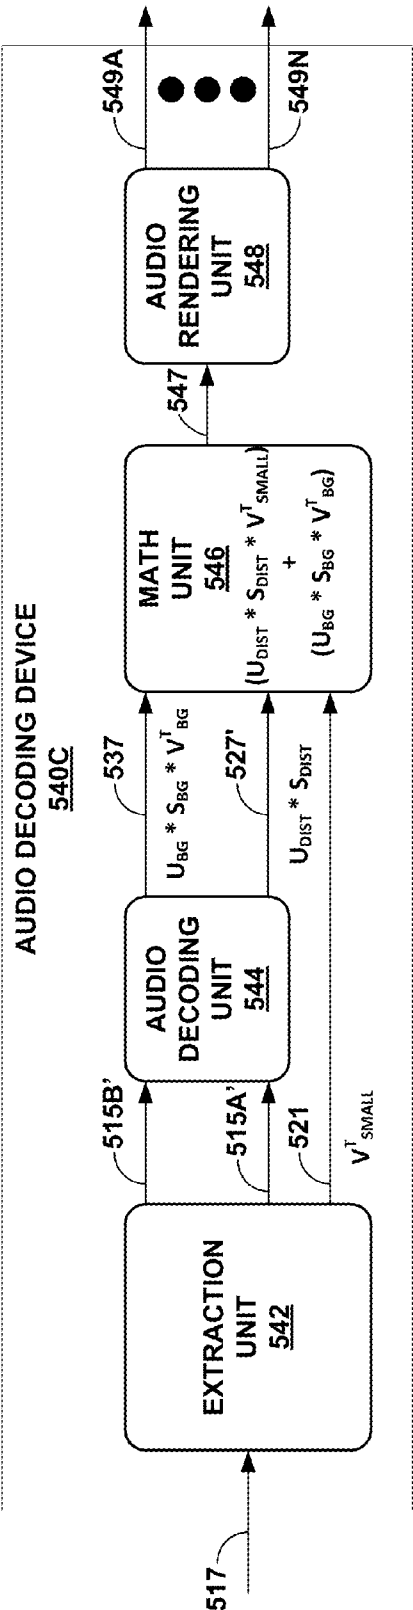 AUDIO DECODING DEVICE
540C
517
EXTRACTION
UNIT
542
515B'
515A'
521
V^T_SMALL
AUDIO
DECODING
UNIT
544
537
U_BG * S_BG * V^T_BG
527'
U_DIST * S_DIST
MATH
UNIT
546
(U_DIST * S_DIST * V^T_SMALL)
+
(U_BG * S_BG * V^T_BG)
547
AUDIO
RENDERING
UNIT
548
549A
549N